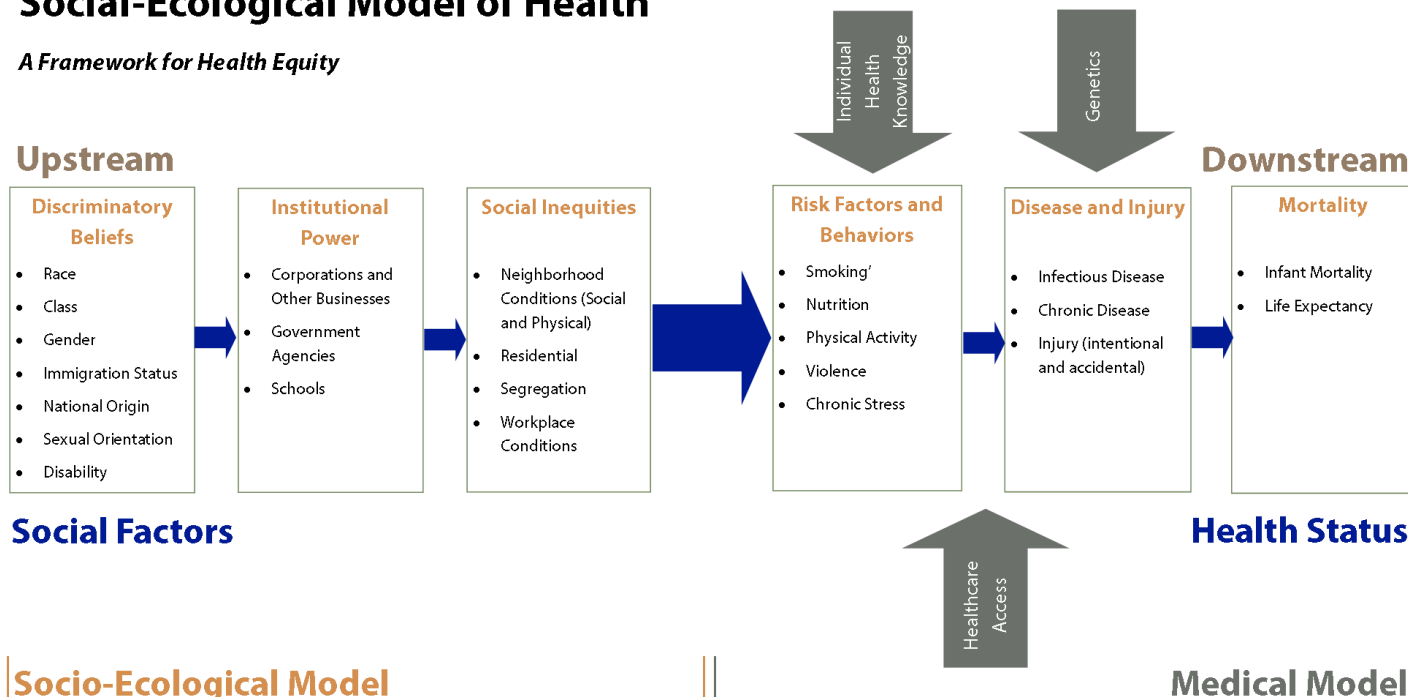 Social-Ecological Model of Health
A Framework for Health Equity
Individual
Health
Knowledge
Genetics
Upstream
Downstream
Discriminatory
Beliefs
• Race
• Class
• Gender
• Immigration Status
• National Origin
• Sexual Orientation
• Disability
Institutional
Power
• Corporations and
Other Businesses
• Government
Agencies
• Schools
Social Inequities
• Neighborhood
Conditions (Social
and Physical)
• Residential
• Segregation
• Workplace
Conditions
Risk Factors and
Behaviors
• Smoking'
• Nutrition
• Physical Activity
• Violence
• Chronic Stress
Disease and Injury
• Infectious Disease
• Chronic Disease
• Injury (intentional
and accidental)
Mortality
• Infant Mortality
• Life Expectancy
Social Factors
Health Status
Healthcare
Access
Socio-Ecological Model
Medical Model